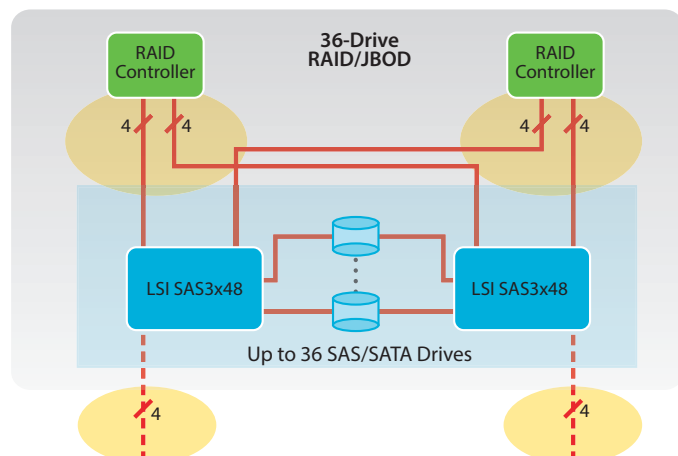 36-Drive
RAID/JBOD
RAID
Controller
RAID
Controller
4
4
4
4
LSI SAS3x48
LSI SAS3x48
Up to 36 SAS/SATA Drives
4
4